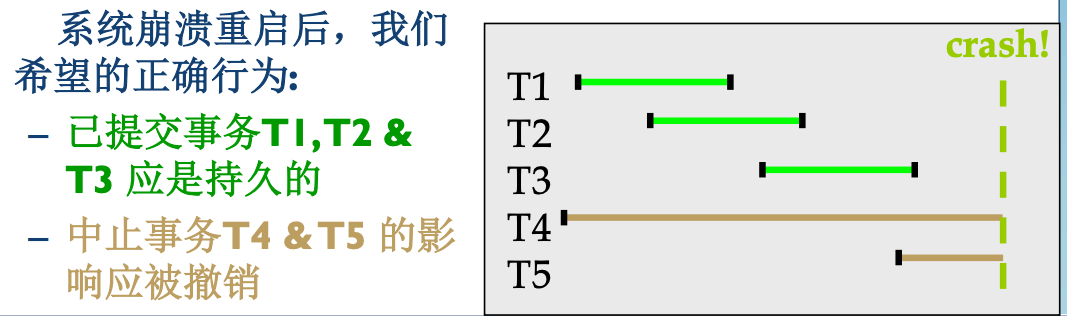 系统崩溃重启后，我们
希望的正确行为:
– 已提交事务T1,T2 &
T3 应是持久的
– 中止事务T4 & T5 的影
响应被撤销
crash!
T1
T2
T3
T4
T5